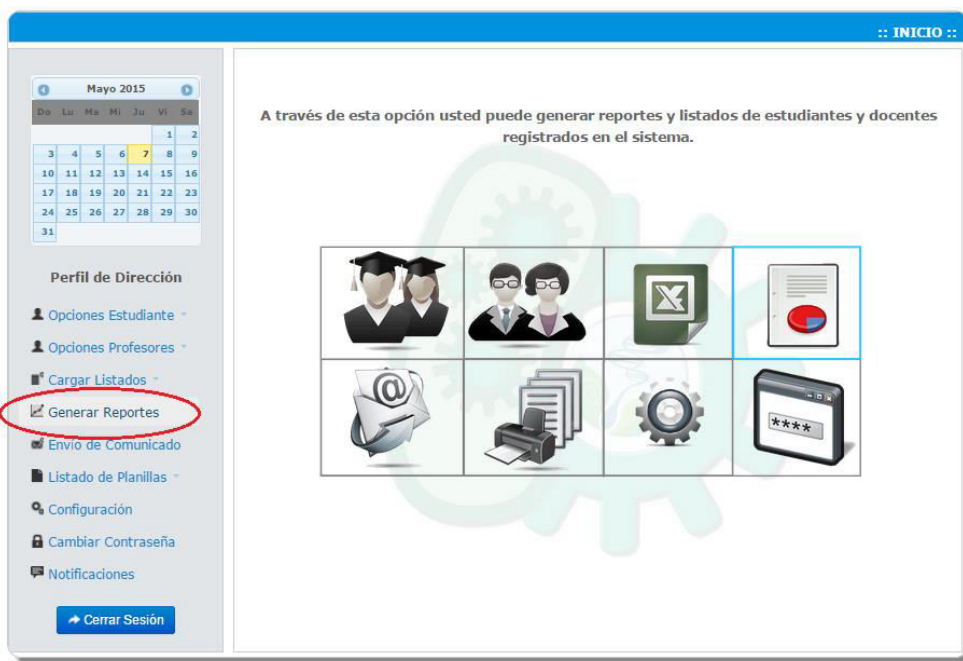 :: INICIO ::
Mayo 2015
Do Lu Ma Mi Ju Vi Sa
1 2
3 4 5 6 7 8 9
10 11 12 13 14 15 16
17 18 19 20 21 22 23
24 25 26 27 28 29 30
31
Perfil de Dirección
Opciones Estudiante
Opciones Profesores
Cargar Listados
Generar Reportes
Envío de Comunicado
Listado de Planillas
Configuración
Cambiar Contraseña
Notificaciones
Cerrar Sesión
A través de esta opción usted puede generar reportes y listados de estudiantes y docentes
registrados en el sistema.
X
@
****